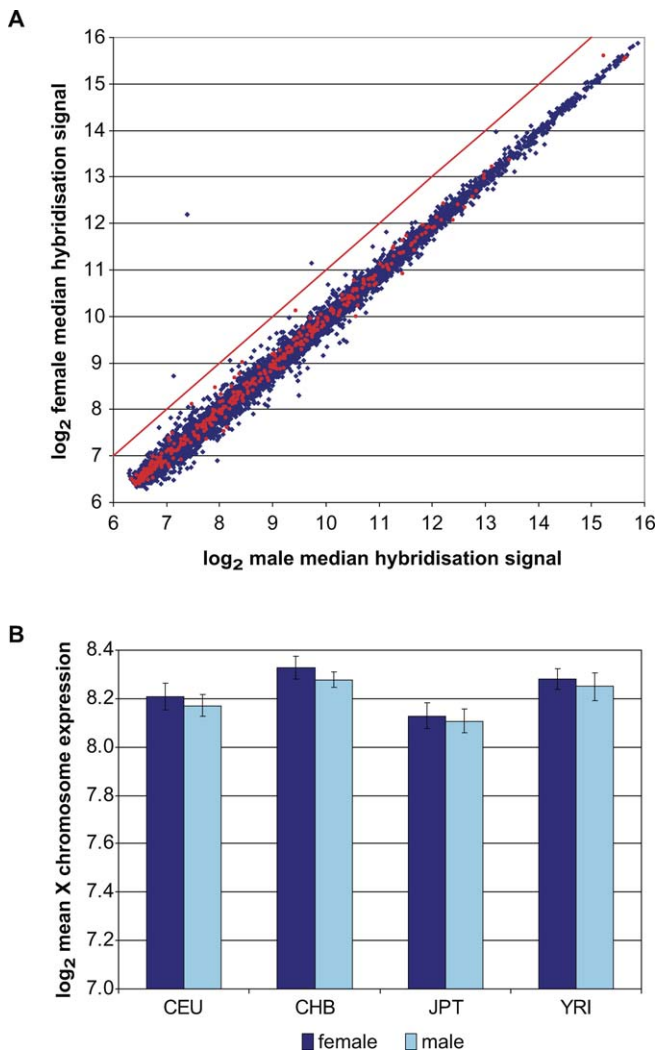 A
16
15
14
13
12
11
10
9
8
7
6
log2 female median hybridisation signal
6 7 8 9 10 11 12 13 14 15 16
log2 male median hybridisation signal
B
8.4
8.2
8.0
7.8
7.6
7.4
7.2
7.0
log2 mean X chromosome expression
CEU CHB JPT YRI
female male